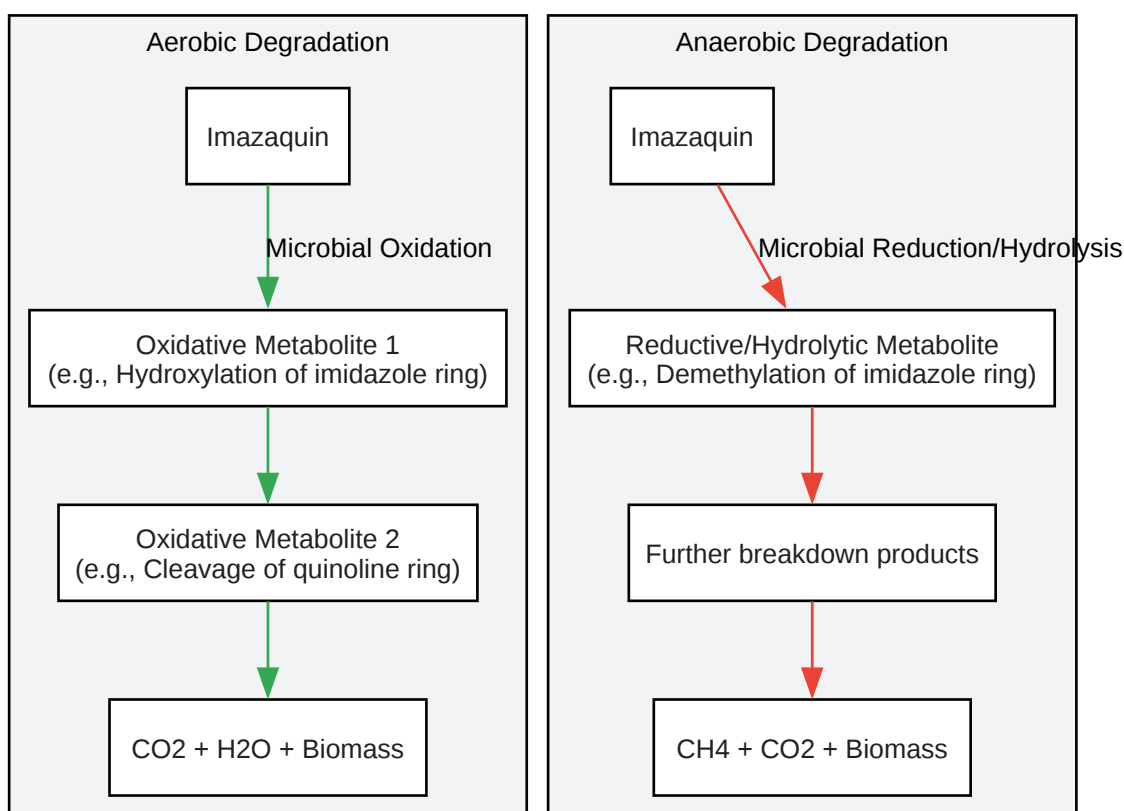 Aerobic Degradation
Imazaquin
Microbial Oxidation
Oxidative Metabolite 1
(e.g., Hydroxylation of imidazole ring)
Oxidative Metabolite 2
(e.g., Cleavage of quinoline ring)
CO2 + H2O + Biomass
Anaerobic Degradation
Imazaquin
Microbial Reduction/Hydrolysis
Reductive/Hydrolytic Metabolite
(e.g., Demethylation of imidazole ring)
Further breakdown products
CH4 + CO2 + Biomass